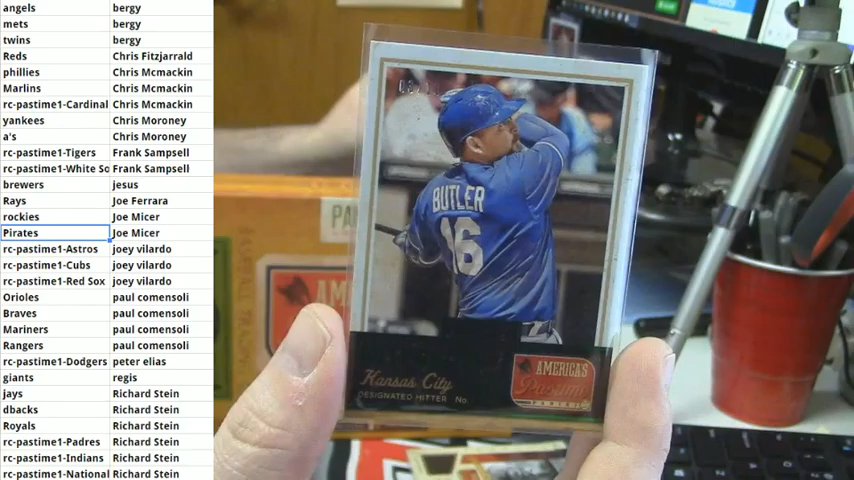 angels bergy
mets bergy
twins bergy
Reds Chris Fitzjarrald
phillies Chris Mcmackin
Marlins Chris Mcmackin
rc-pastime1-Cardinal Chris Mcmackin
yankees Chris Moroney
a's Chris Moroney
rc-pastime1-Tigers Frank Sampsell
rc-pastime1-White So Frank Sampsell
brewers jesus
Rays Joe Ferrara
rockies Joe Micer
Pirates Joe Micer
rc-pastime1-Astros joey vilardo
rc-pastime1-Cubs joey vilardo
rc-pastime1-Red Sox joey vilardo
Orioles paul comensoli
Braves paul comensoli
Mariners paul comensoli
Rangers paul comensoli
rc-pastime1-Dodgers peter elias
giants regis
jays Richard Stein
dbacks Richard Stein
Royals Richard Stein
rc-pastime1-Padres Richard Stein
rc-pastime1-Indians Richard Stein
rc-pastime1-National Richard Stein
BUTLER
16
Kansas City
DESIGNATED HITTER No.
AMERICA'S
Pastime
PA
AM